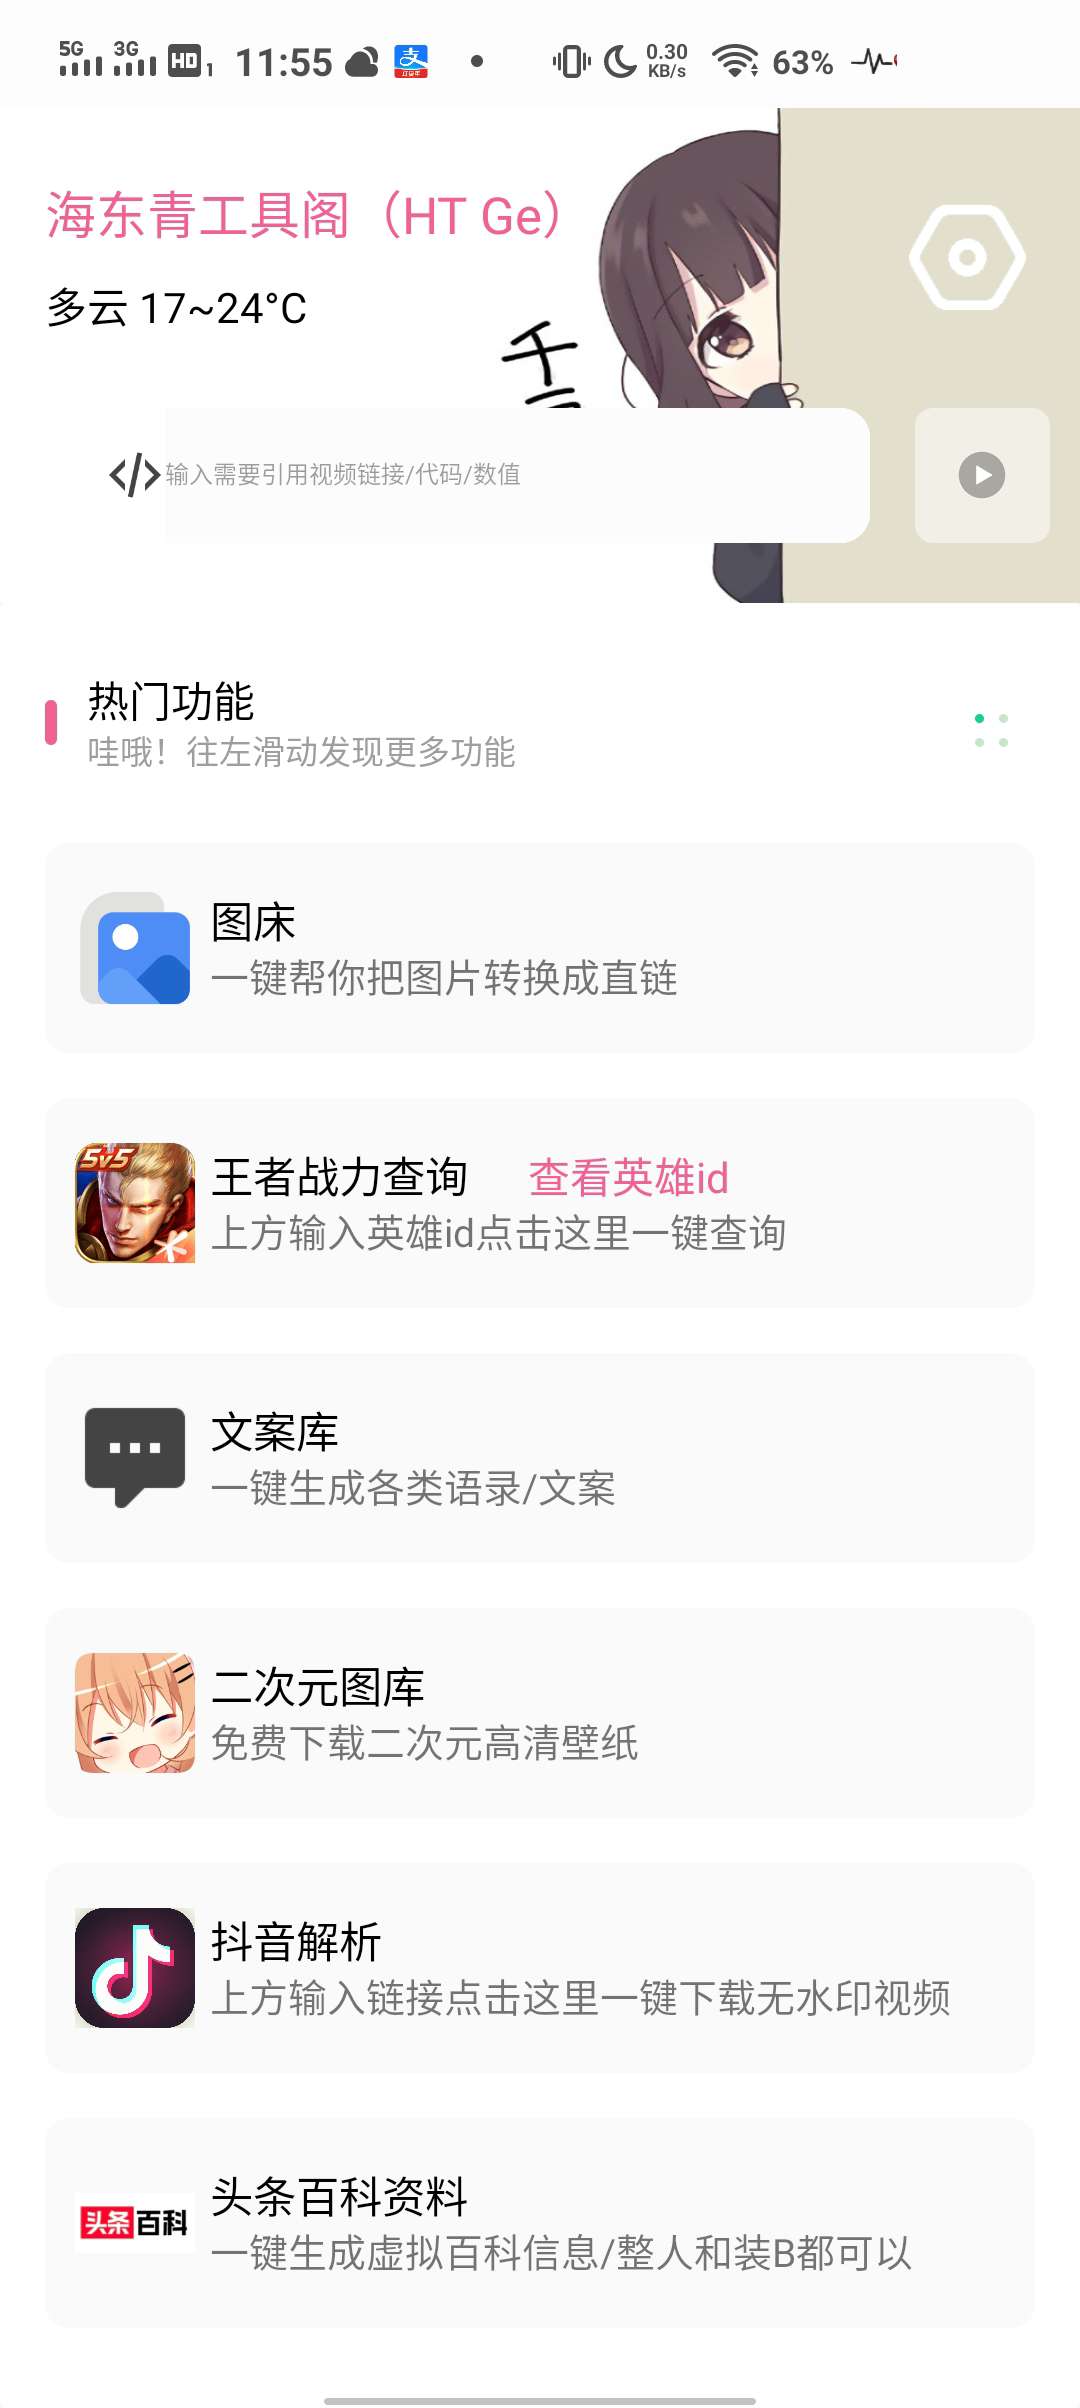 5G 3G HD 1 11:55 支 0.30 KB/s 63%
海东青工具阁（HT Ge）
多云 17~24°C
千
</> 输入需要引用视频链接/代码/数值
热门功能
哇哦！往左滑动发现更多功能
图床
一键帮你把图片转换成直链
5v5
王者战力查询 查看英雄id
上方输入英雄id点击这里一键查询
文案库
一键生成各类语录/文案
二次元图库
免费下载二次元高清壁纸
抖音解析
上方输入链接点击这里一键下载无水印视频
头条百科
头条百科资料
一键生成虚拟百科信息/整人和装B都可以